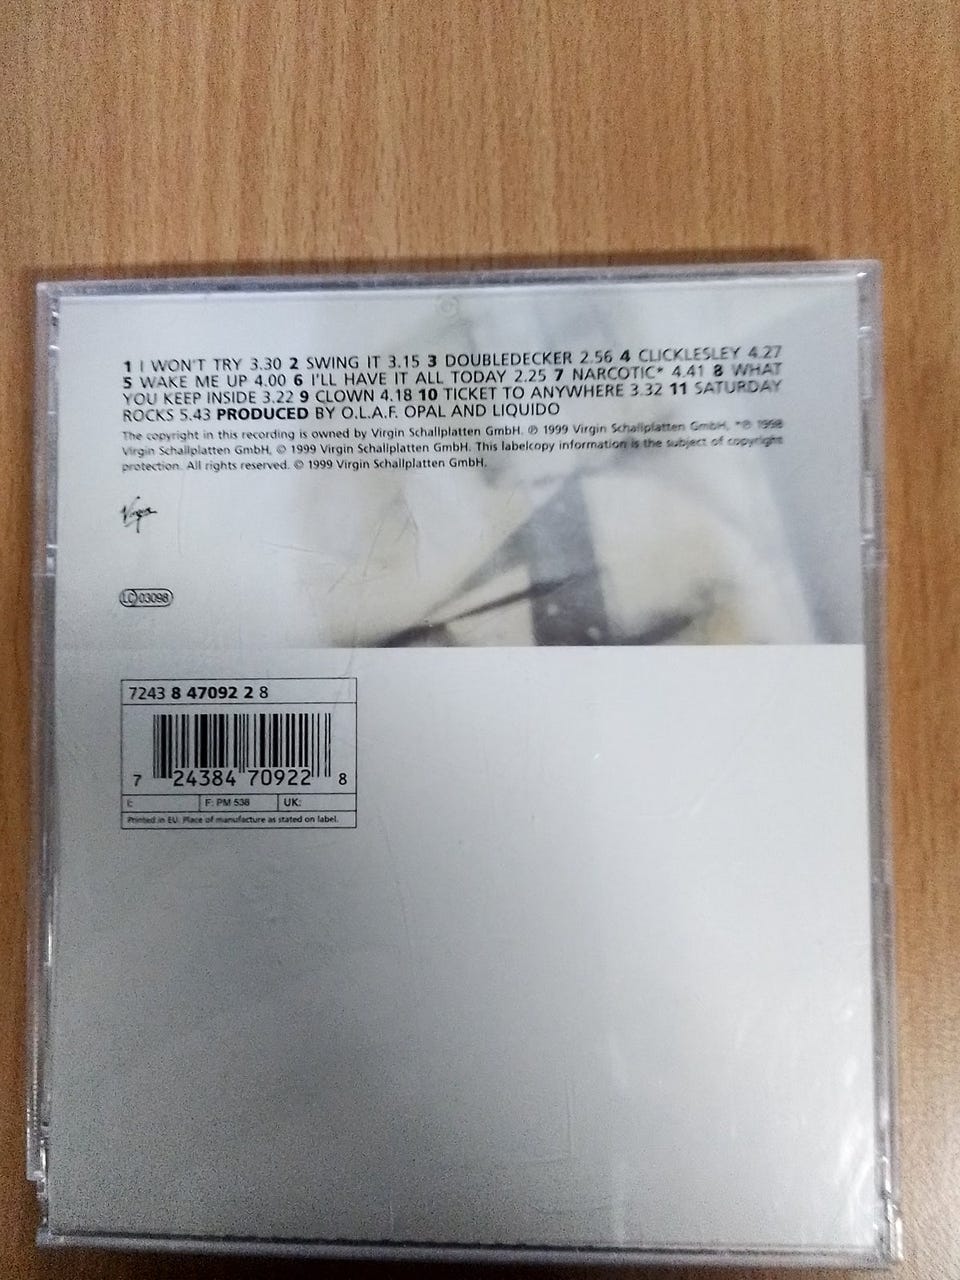 1 I WON'T TRY 3.30 2 SWING IT 3.15 3 DOUBLEDECKER 2.56 4 CLICKLESLEY 4.27
5 WAKE ME UP 4.00 6 I'LL HAVE IT ALL TODAY 2.25 7 NARCOTIC* 4.41 8 WHAT
YOU KEEP INSIDE 3.22 9 CLOWN 4.18 10 TICKET TO ANYWHERE 3.32 11 SATURDAY
ROCKS 5.43 PRODUCED BY O.L.A.F. OPAL AND LIQUIDO
The copyright in this recording is owned by Virgin Schallplatten GmbH. ℗ 1999 Virgin Schallplatten GmbH, *℗ 1998
Virgin Schallplatten GmbH, © 1999 Virgin Schallplatten GmbH. This labelcopy information is the subject of copyright
protection. All rights reserved. © 1999 Virgin Schallplatten GmbH.
Virgin
LC 03098
7243 8 47092 2 8
7 24384 70922 8
I: F: PM 538 UK:
Printed in EU. Place of manufacture as stated on label.